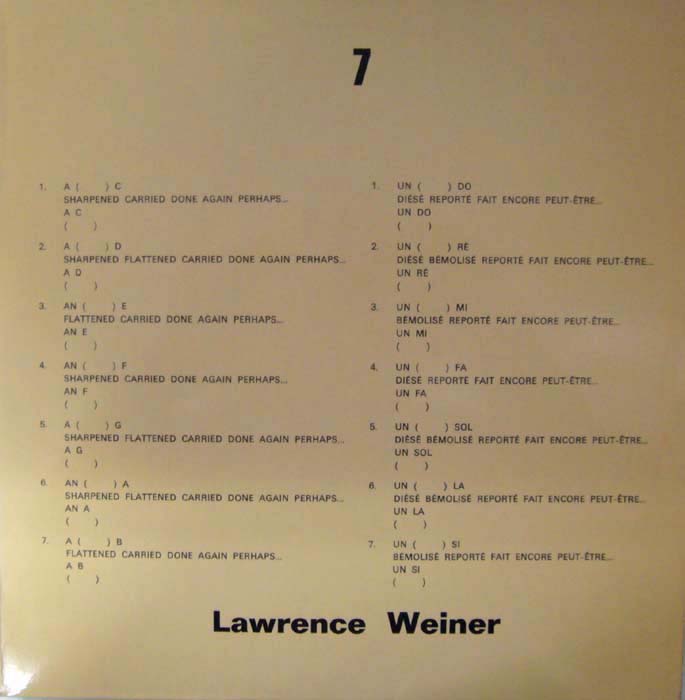 7
1. A (      ) C
SHARPENED CARRIED DONE AGAIN PERHAPS...
A C
(      )
2. A (      ) D
SHARPENED FLATTENED CARRIED DONE AGAIN PERHAPS...
A D
(      )
3. AN (      ) E
FLATTENED CARRIED DONE AGAIN PERHAPS...
AN E
(      )
4. AN (      ) F
SHARPENED CARRIED DONE AGAIN PERHAPS...
AN F
(      )
5. A (      ) G
SHARPENED FLATTENED CARRIED DONE AGAIN PERHAPS...
A G
(      )
6. AN (      ) A
SHARPENED FLATTENED CARRIED DONE AGAIN PERHAPS...
AN A
(      )
7. A (      ) B
FLATTENED CARRIED DONE AGAIN PERHAPS...
A B
(      )
1. UN (      ) DO
DIÉSÉ REPORTÉ FAIT ENCORE PEUT-ÊTRE...
UN DO
(      )
2. UN (      ) RÉ
DIÉSÉ BÉMOLISÉ REPORTÉ FAIT ENCORE PEUT-ÊTRE...
UN RÉ
(      )
3. UN (      ) MI
BÉMOLISÉ REPORTÉ FAIT ENCORE PEUT-ÊTRE...
UN MI
(      )
4. UN (      ) FA
DIÉSÉ REPORTÉ FAIT ENCORE PEUT-ÊTRE...
UN FA
(      )
5. UN (      ) SOL
DIÉSÉ BÉMOLISÉ REPORTÉ FAIT ENCORE PEUT-ÊTRE...
UN SOL
(      )
6. UN (      ) LA
DIÉSÉ BÉMOLISÉ REPORTÉ FAIT ENCORE PEUT-ÊTRE...
UN LA
(      )
7. UN (      ) SI
BÉMOLISÉ REPORTÉ FAIT ENCORE PEUT-ÊTRE...
UN SI
(      )
Lawrence Weiner